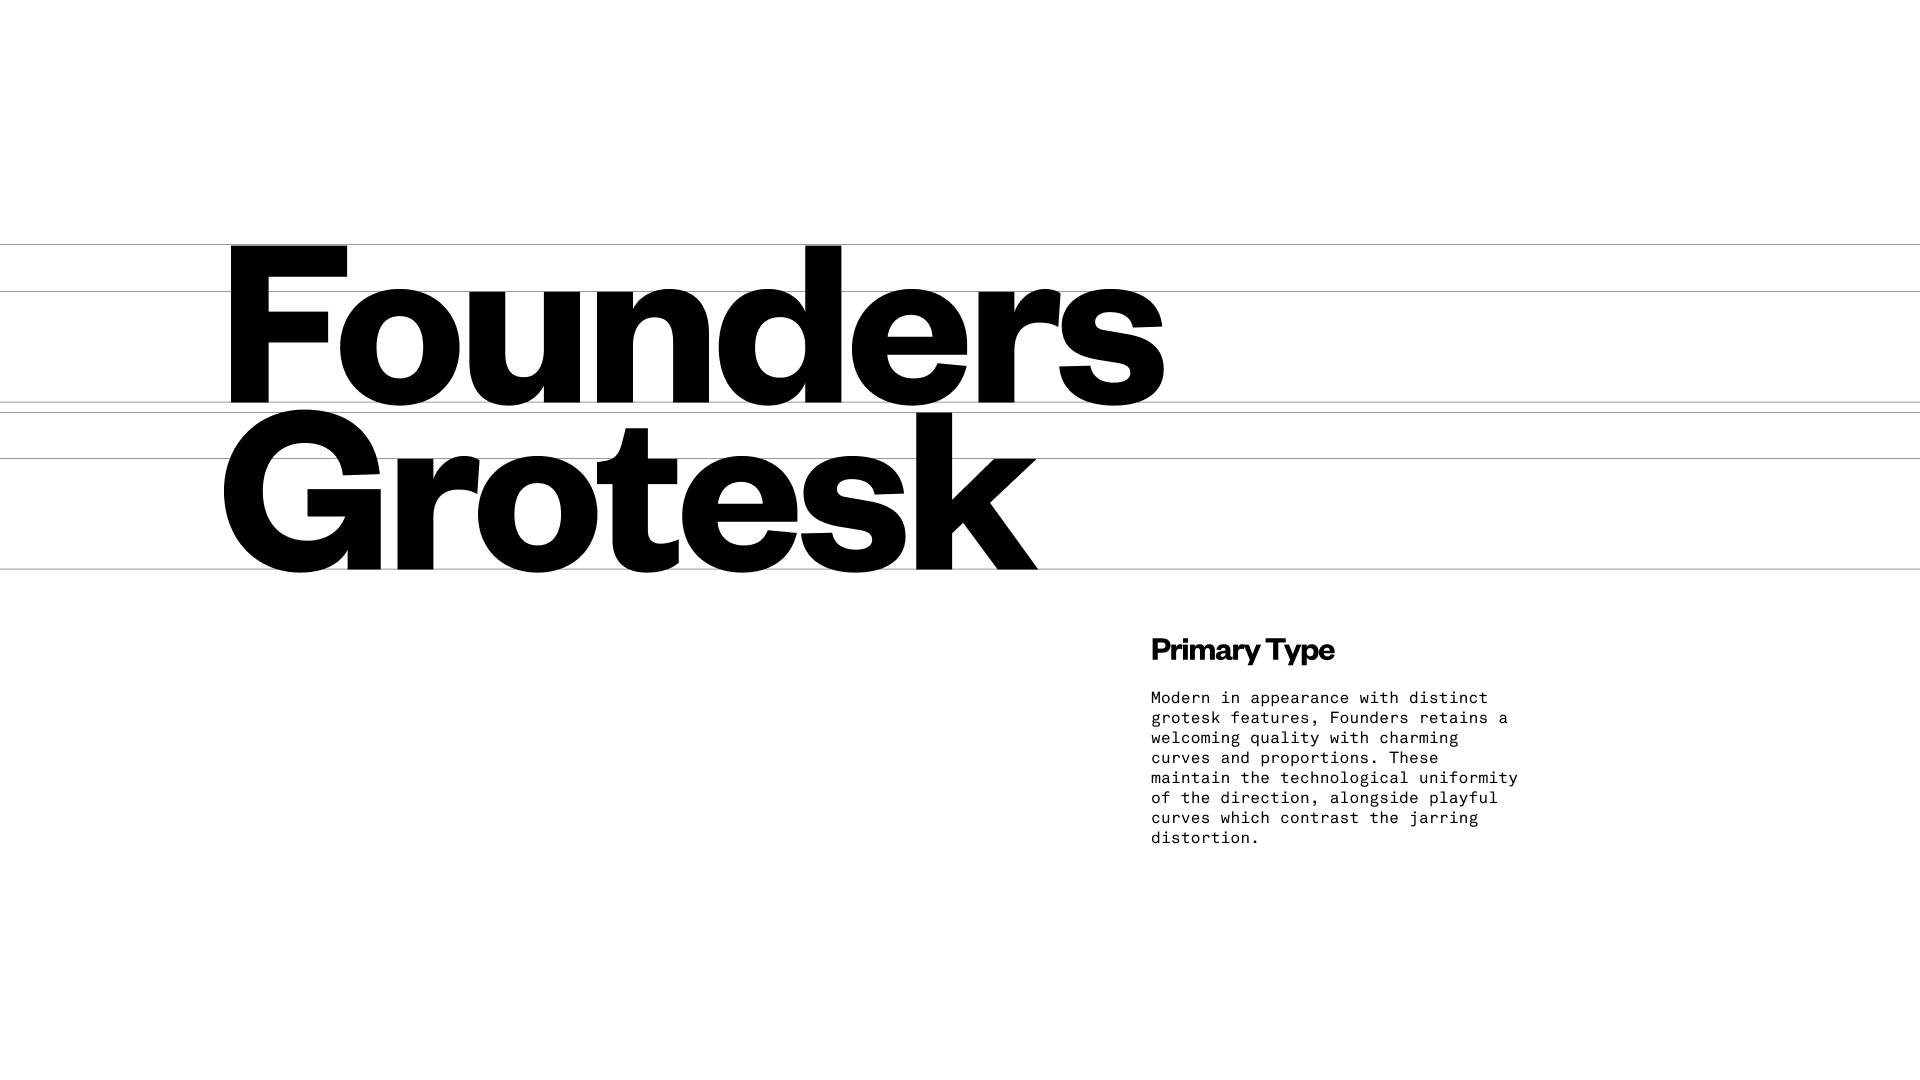 Founders
Grotesk
Primary Type
Modern in appearance with distinct
grotesk features, Founders retains a
welcoming quality with charming
curves and proportions. These
maintain the technological uniformity
of the direction, alongside playful
curves which contrast the jarring
distortion.